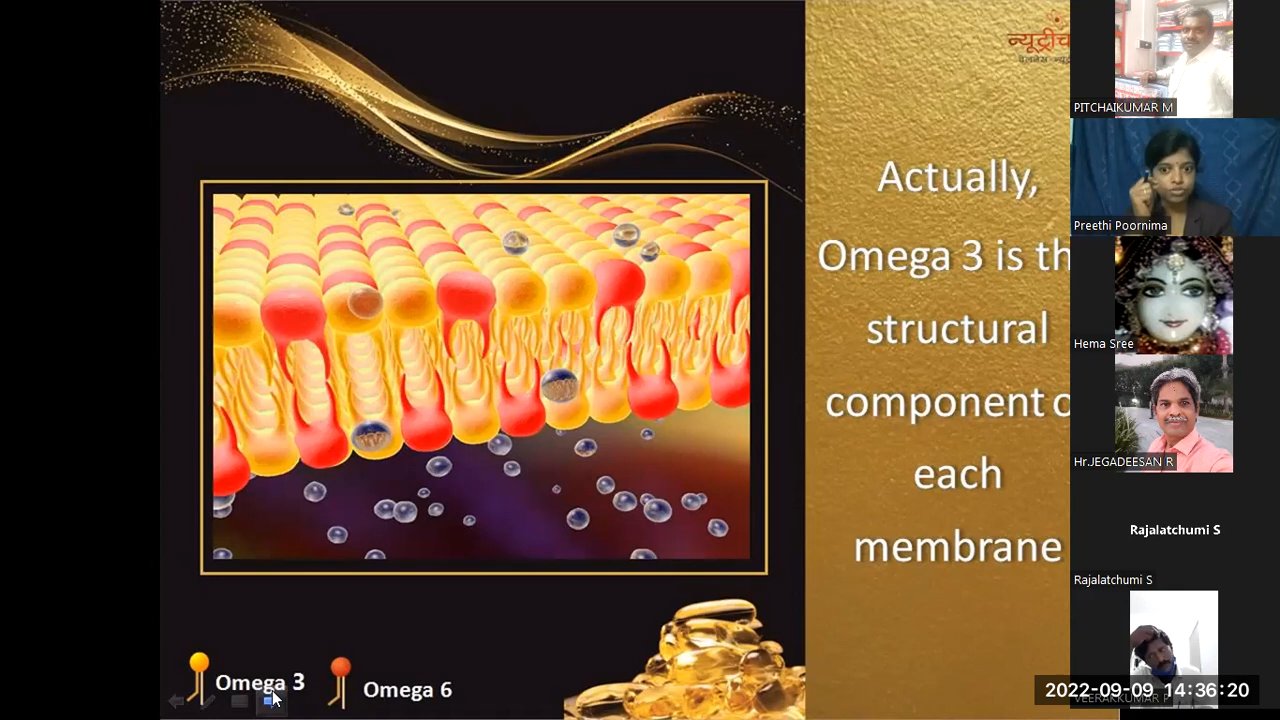 न्यूट्रीच
Actually,
Omega 3 is th
structural
component o
each
membrane
Omega 3
Omega 6
PITCHAIKUMAR M
Preethi Poornima
Hema Sree
Hr.JEGADEESAN R
Rajalatchumi S
Rajalatchumi S
2022-09-09 14:36:20
VEERAKKUMAR P